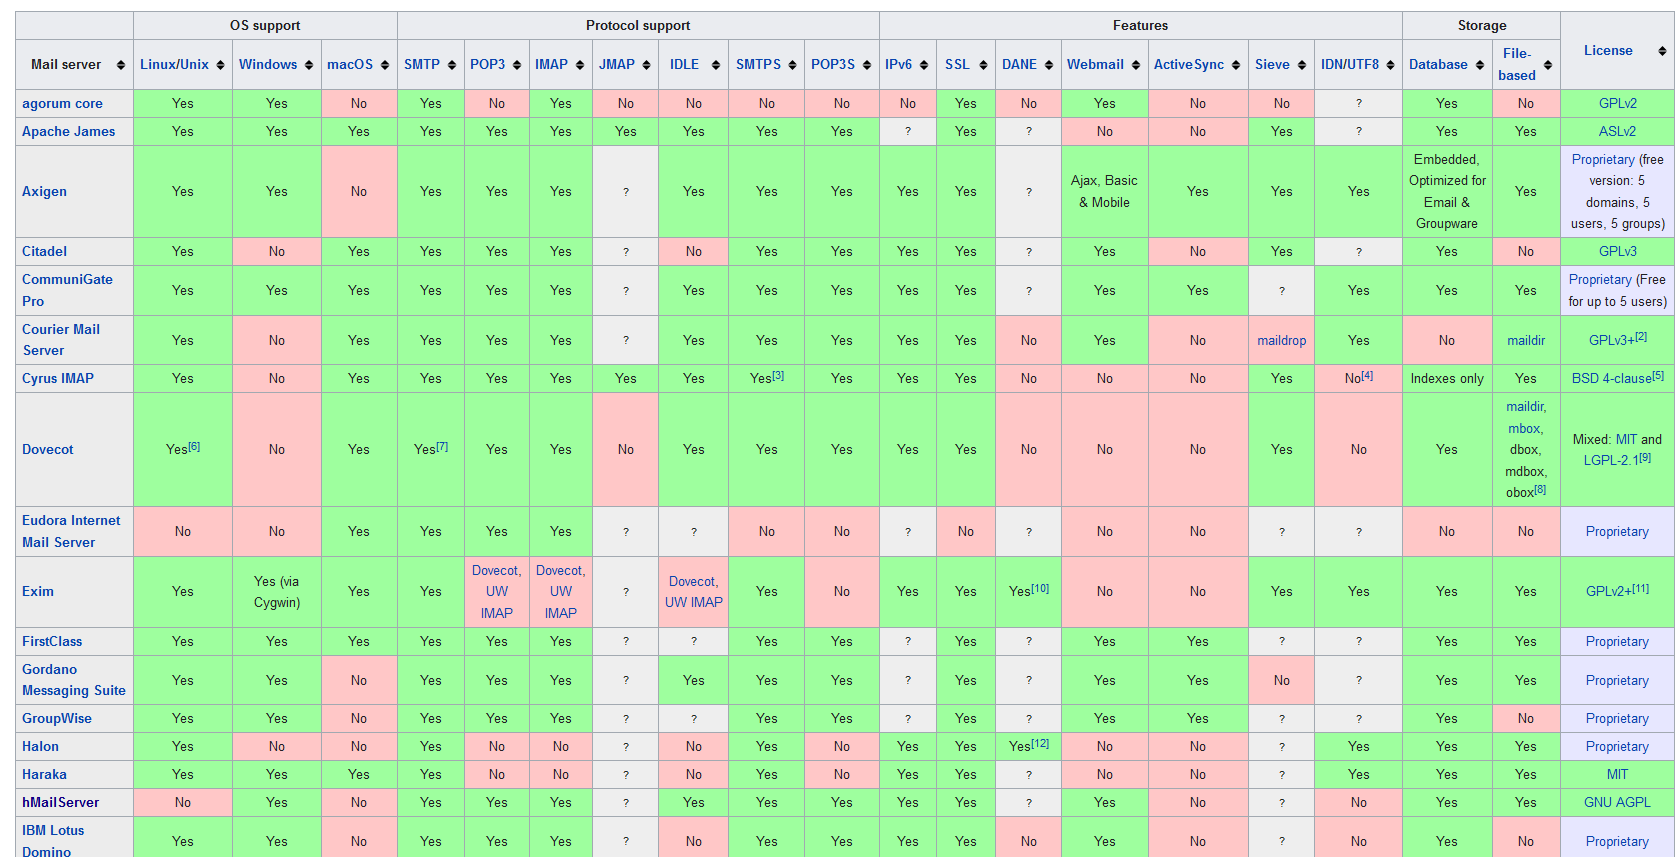 OS support Protocol support Features Storage License
Mail server Linux/Unix Windows macOS SMTP POP3 IMAP JMAP IDLE SMTPS POP3S IPv6 SSL DANE Webmail ActiveSync Sieve IDN/UTF8 Database File-based
agorum core Yes Yes No Yes No Yes No No No No No Yes No Yes No No ? Yes No GPLv2
Apache James Yes Yes Yes Yes Yes Yes Yes Yes Yes Yes ? Yes ? No No Yes ? Yes Yes ASLv2
Axigen Yes Yes No Yes Yes Yes ? Yes Yes Yes Yes Yes ? Ajax, Basic & Mobile Yes Yes Yes Embedded, Optimized for Email & Groupware Yes Proprietary (free version: 5 domains, 5 users, 5 groups)
Citadel Yes No Yes Yes Yes Yes ? No Yes Yes Yes Yes ? Yes No Yes ? Yes No GPLv3
CommuniGate Pro Yes Yes Yes Yes Yes Yes ? Yes Yes Yes Yes Yes ? Yes Yes ? Yes Yes Yes Proprietary (Free for up to 5 users)
Courier Mail Server Yes No Yes Yes Yes Yes ? Yes Yes Yes Yes Yes No Yes No maildrop Yes No maildir GPLv3+[2]
Cyrus IMAP Yes No Yes Yes Yes Yes Yes Yes Yes[3] Yes Yes Yes No No No Yes No[4] Indexes only Yes BSD 4-clause[5]
Dovecot Yes[6] No Yes Yes[7] Yes Yes No Yes Yes Yes Yes Yes No No No Yes No Yes maildir, mbox, dbox, mdbox, obox[8] Mixed: MIT and LGPL-2.1[9]
Eudora Internet Mail Server No No Yes Yes Yes Yes ? ? No No ? No ? No No ? ? No No Proprietary
Exim Yes Yes (via Cygwin) Yes Yes Dovecot, UW IMAP Dovecot, UW IMAP ? Dovecot, UW IMAP Yes No Yes Yes Yes[10] No No Yes Yes Yes Yes GPLv2+[11]
FirstClass Yes Yes Yes Yes Yes Yes ? ? Yes Yes ? Yes ? Yes Yes ? ? Yes Yes Proprietary
Gordano Messaging Suite Yes Yes No Yes Yes Yes ? Yes Yes Yes ? Yes ? Yes Yes No ? Yes Yes Proprietary
GroupWise Yes Yes No Yes Yes Yes ? ? Yes Yes ? Yes ? Yes Yes ? ? Yes No Proprietary
Halon Yes No No Yes No No ? No Yes No Yes Yes Yes[12] No No ? Yes Yes Yes Proprietary
Haraka Yes Yes Yes Yes No No ? No Yes No Yes Yes ? No No ? Yes Yes Yes MIT
hMailServer No Yes No Yes Yes Yes ? Yes Yes Yes Yes Yes ? Yes No ? No Yes Yes GNU AGPL
IBM Lotus Domino Yes Yes No Yes Yes Yes ? No Yes Yes Yes Yes No Yes No ? No Yes No Proprietary